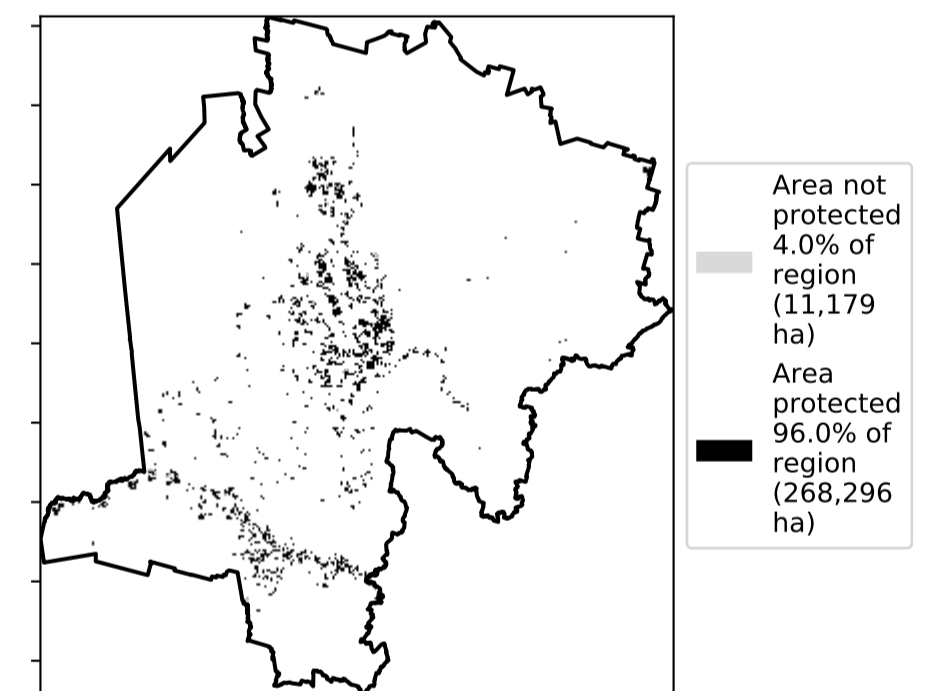 Area not
protected
4.0% of
region
(11,179
ha)
Area
protected
96.0% of
region
(268,296
ha)